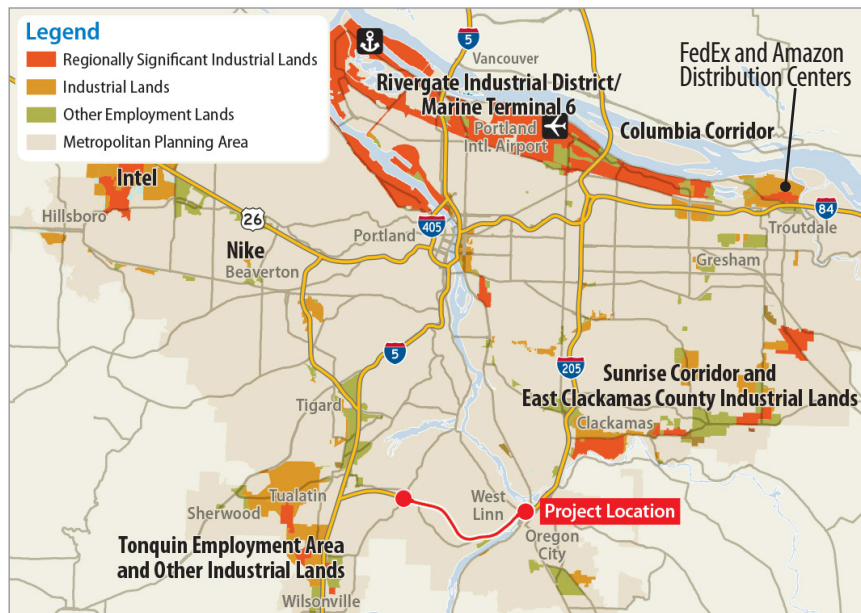 Legend
Regionally Significant Industrial Lands
Industrial Lands
Other Employment Lands
Metropolitan Planning Area
5
Vancouver
FedEx and Amazon
Distribution Centers
Rivergate Industrial District/
Marine Terminal 6
Portland
Intl. Airport
Columbia Corridor
Intel
Hillsboro
26
405
84
Portland
Troutdale
Nike
Beaverton
Gresham
5
205
Sunrise Corridor and
East Clackamas County Industrial Lands
Tigard
Clackamas
Tualatin
West
Linn
Sherwood
Project Location
Oregon
City
Tonquin Employment Area
and Other Industrial Lands
Wilsonville